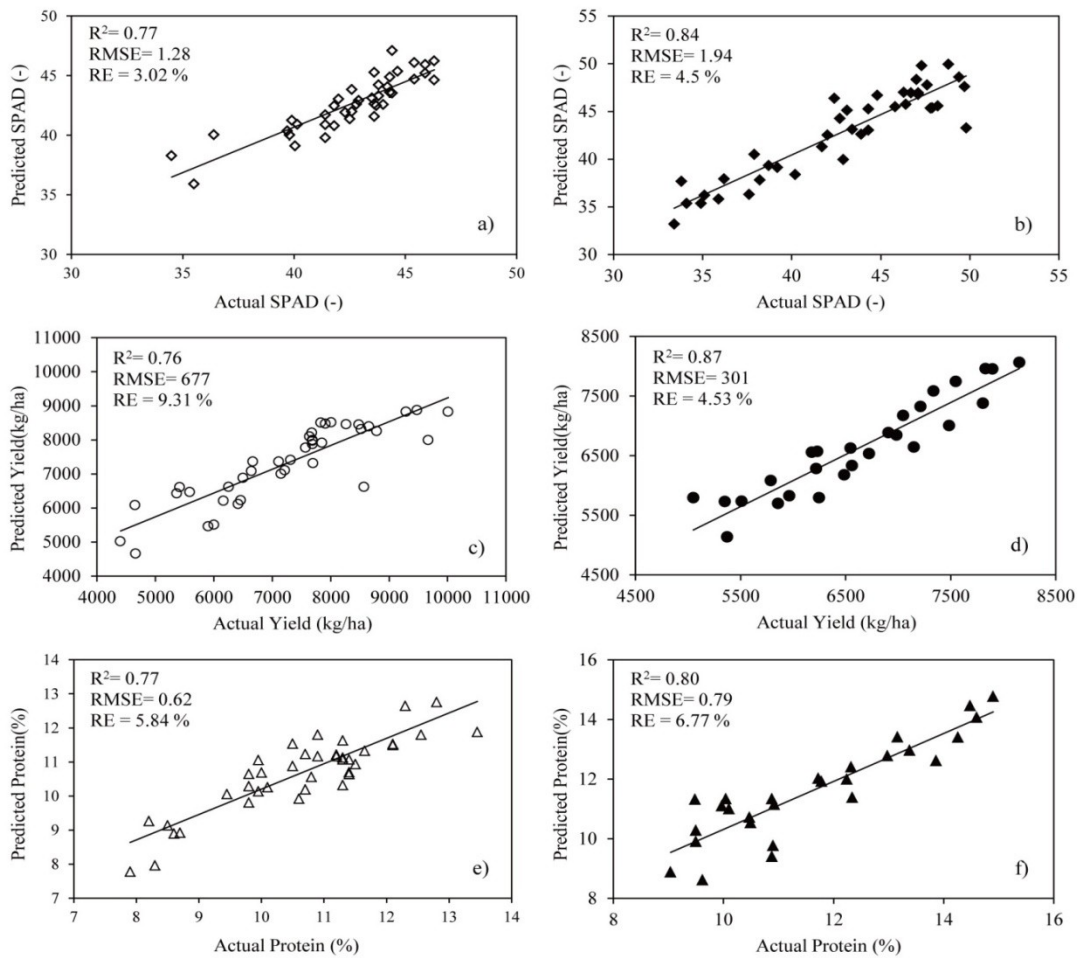 50
45
40
35
30
Predicted SPAD (-)
R²= 0.77
RMSE= 1.28
RE = 3.02 %
a)
30 35 40 45 50
Actual SPAD (-)
55
50
45
40
35
30
Predicted SPAD (-)
R²= 0.84
RMSE= 1.94
RE = 4.5 %
b)
30 35 40 45 50 55
Actual SPAD (-)
11000
10000
9000
8000
7000
6000
5000
4000
Predicted Yield(kg/ha)
R²= 0.76
RMSE= 677
RE = 9.31 %
c)
4000 5000 6000 7000 8000 9000 10000 11000
Actual Yield (kg/ha)
8500
7500
6500
5500
4500
Predicted Yield(kg/ha)
R²= 0.87
RMSE= 301
RE = 4.53 %
d)
4500 5500 6500 7500 8500
Actual Yield (kg/ha)
14
13
12
11
10
9
8
7
Predicted Protein(%)
R²= 0.77
RMSE= 0.62
RE = 5.84 %
e)
7 8 9 10 11 12 13 14
Actual Protein (%)
16
14
12
10
8
Predicted Protein(%)
R²= 0.80
RMSE= 0.79
RE = 6.77 %
f)
8 10 12 14 16
Actual Protein (%)